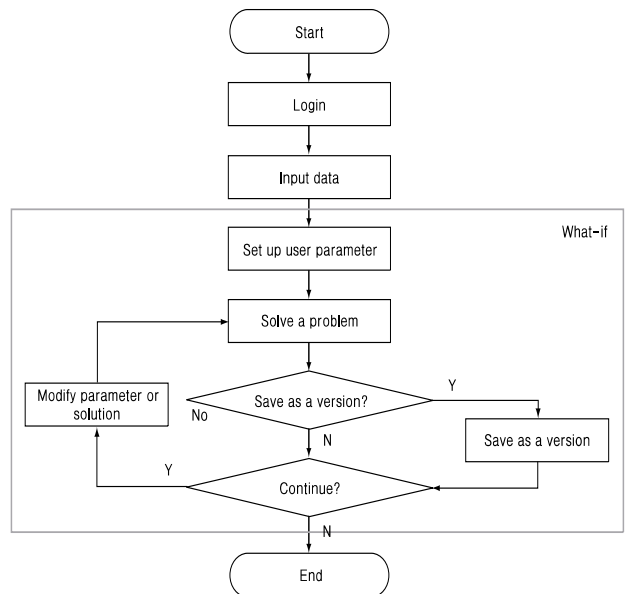 Start
Login
Input data
What-if
Set up user parameter
Solve a problem
Modify parameter or
solution
No
Save as a version?
Y
N
Save as a version
Y
Continue?
N
End